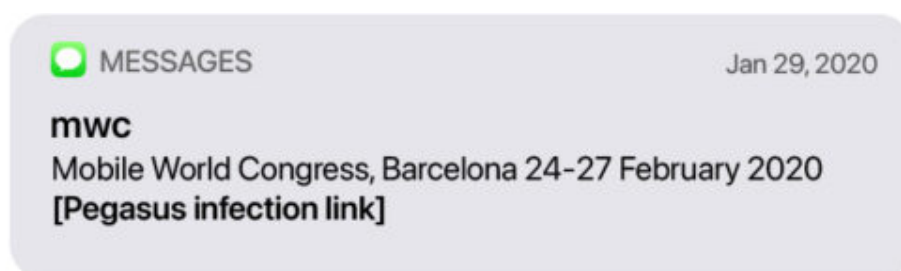 MESSAGES
Jan 29, 2020
mwc
Mobile World Congress, Barcelona 24-27 February 2020
[Pegasus infection link]